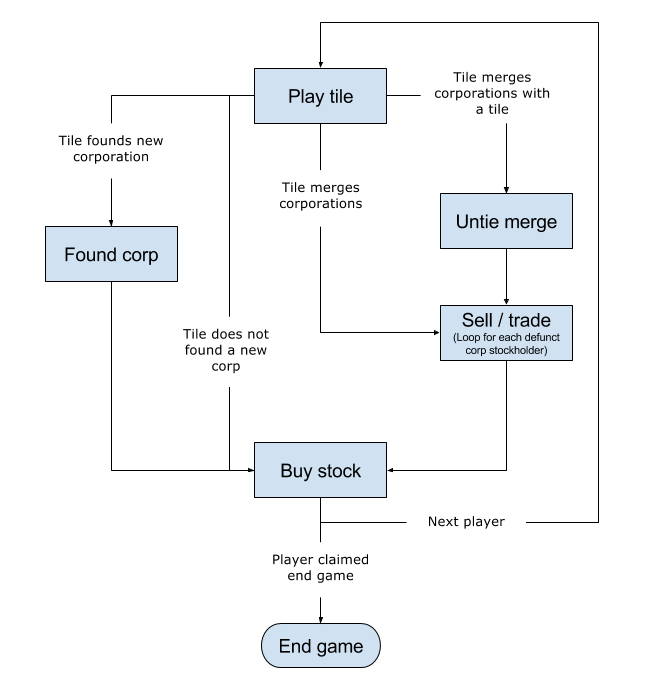 Play tile
Tile merges
corporations with
a tile
Tile founds new
corporation
Tile merges
corporations
Untie merge
Found corp
Sell / trade
(Loop for each defunct
corp stockholder)
Tile does not
found a new
corp
Buy stock
Next player
Player claimed
end game
End game